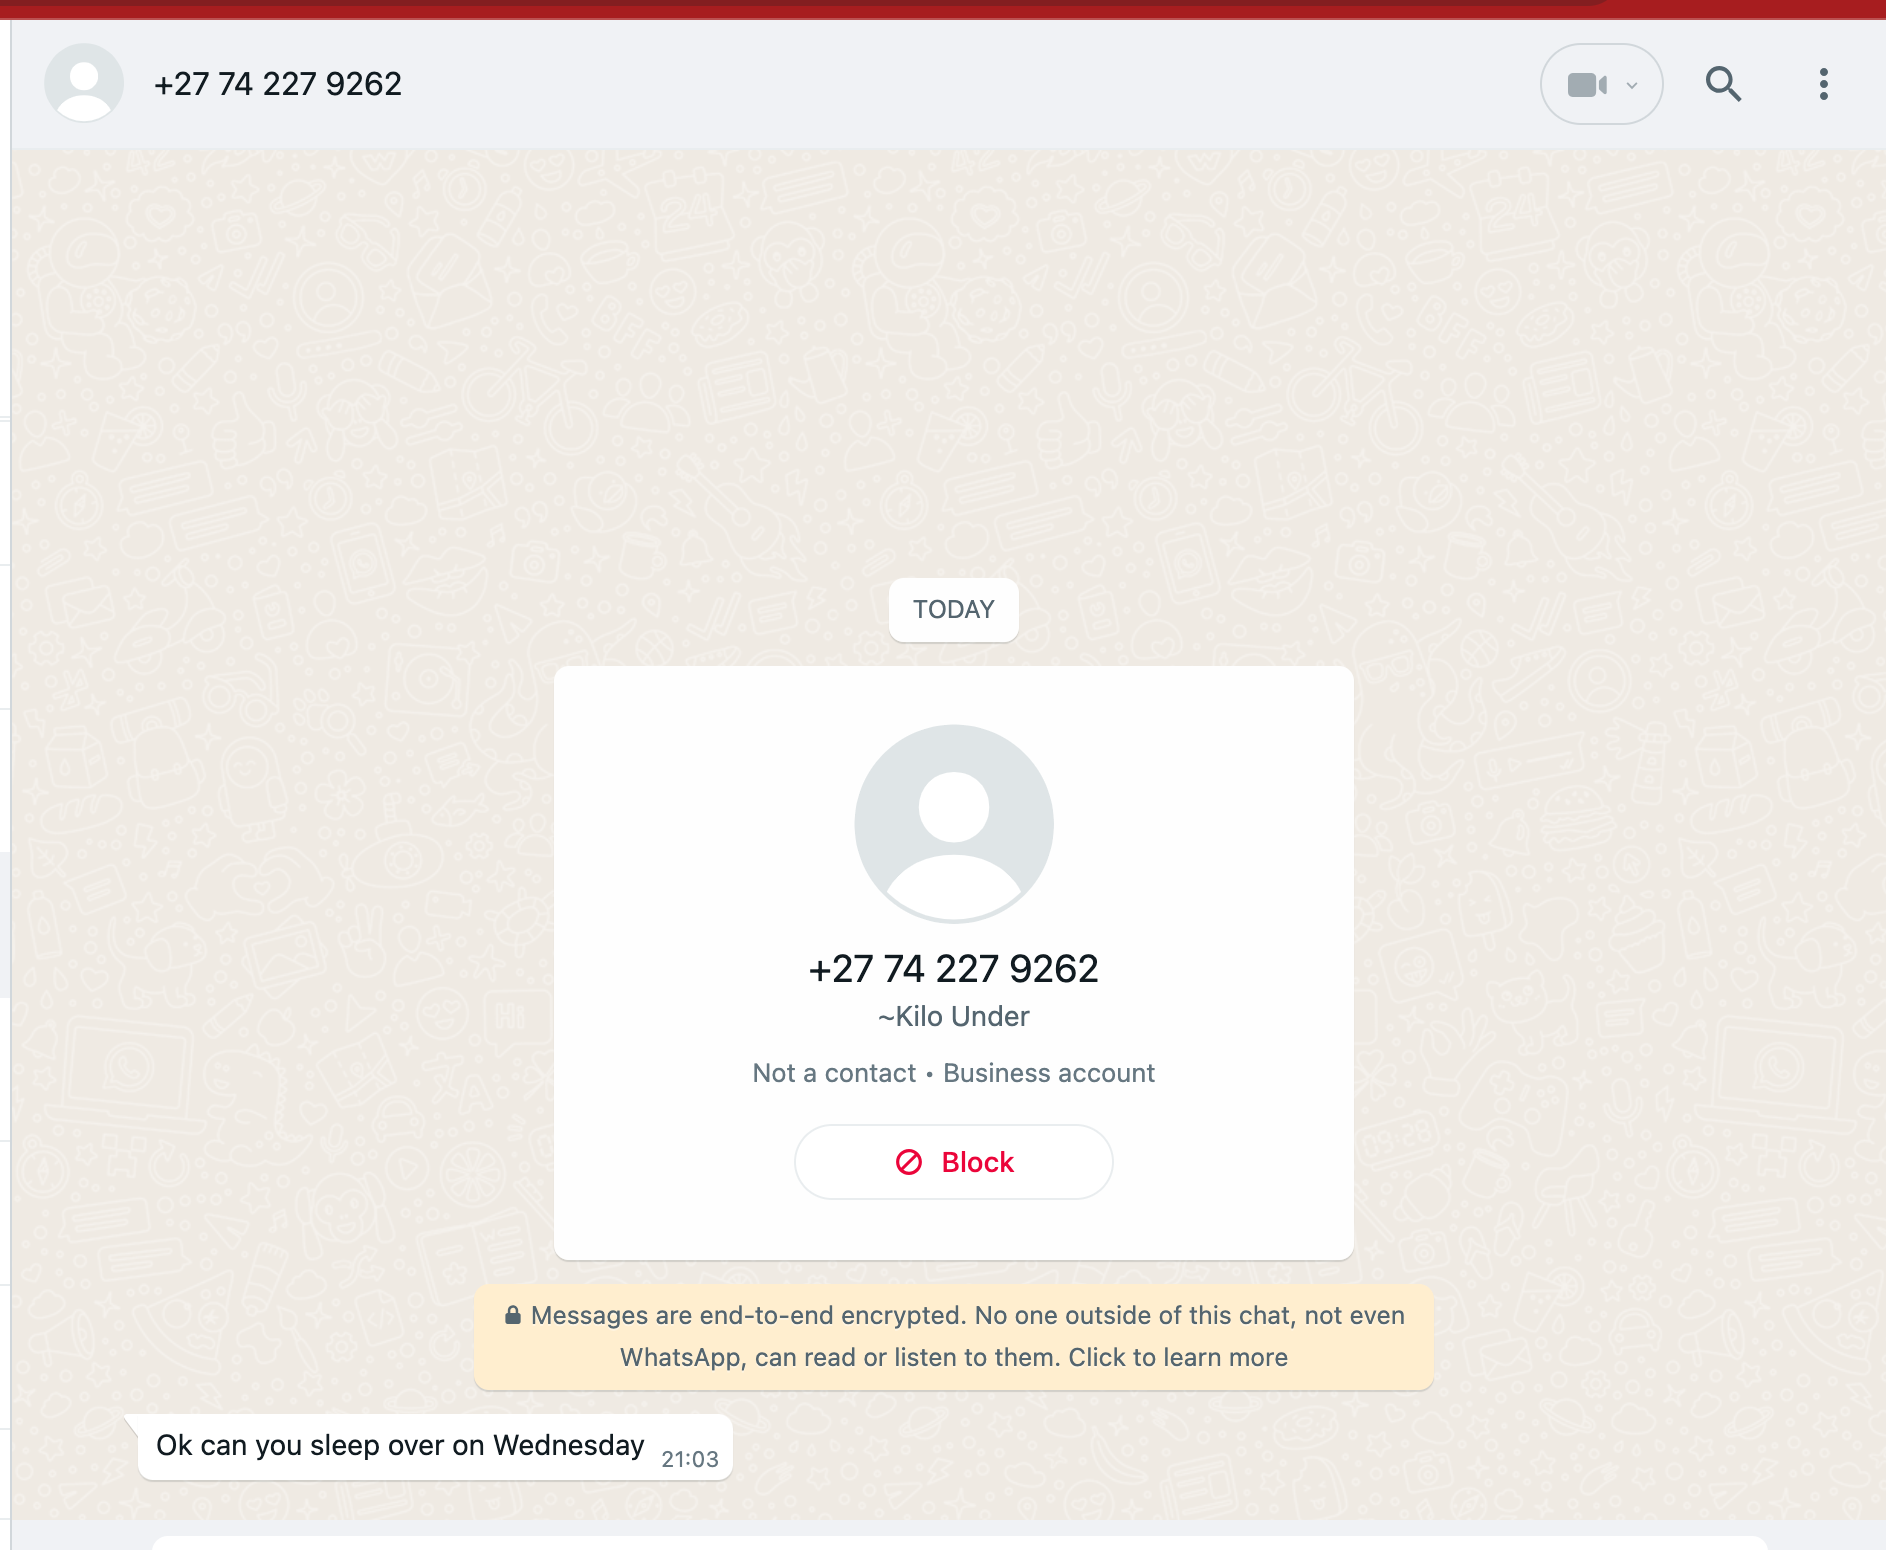 +27 74 227 9262
TODAY
+27 74 227 9262
~Kilo Under
Not a contact • Business account
Block
Messages are end-to-end encrypted. No one outside of this chat, not even
WhatsApp, can read or listen to them. Click to learn more
Ok can you sleep over on Wednesday 21:03